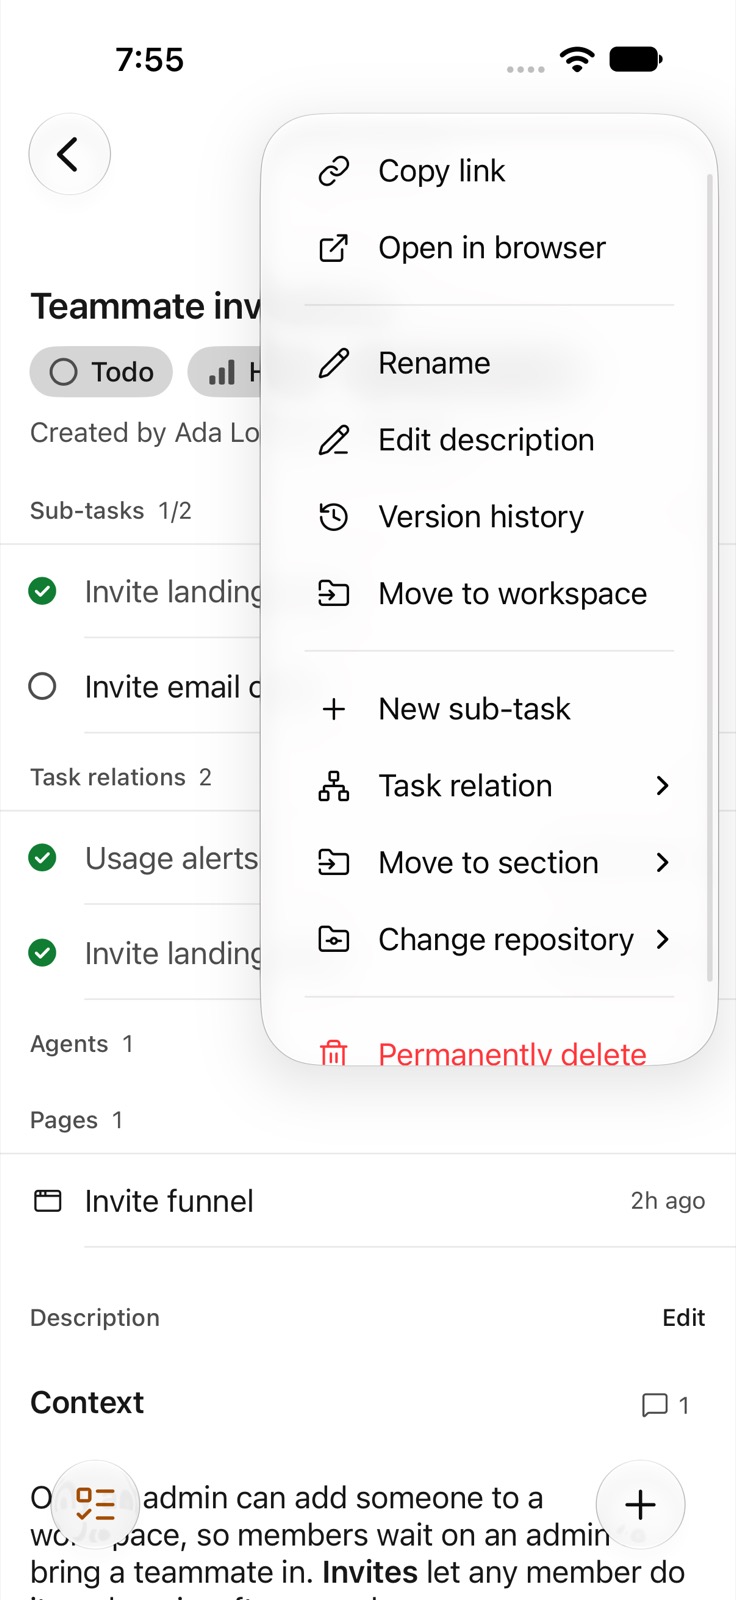 7:55
Copy link
Open in browser
Teammate inv
Todo
H
Rename
Created by Ada Lo
Edit description
Sub-tasks 1/2
Version history
Invite landing
Move to workspace
Invite email c
New sub-task
Task relations 2
Task relation
Usage alerts
Move to section
Invite landing
Change repository
Agents 1
Permanently delete
Pages 1
Invite funnel
2h ago
Description
Edit
Context
1
admin can add someone to a
so members wait on an admin
bring a teammate in. Invites let any member do